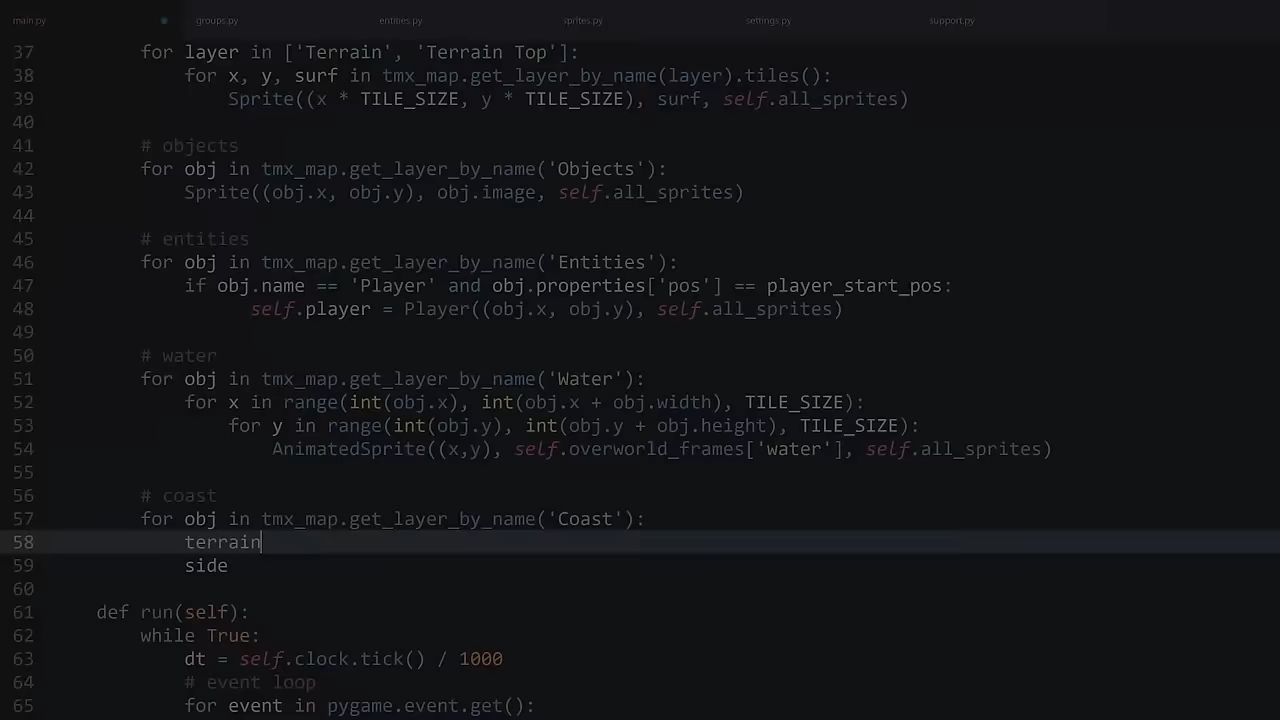 main.py groups.py entities.py sprites.py settings.py support.py
37 for layer in ['Terrain', 'Terrain Top']:
38 for x, y, surf in tmx_map.get_layer_by_name(layer).tiles():
39 Sprite((x * TILE_SIZE, y * TILE_SIZE), surf, self.all_sprites)
40
41 # objects
42 for obj in tmx_map.get_layer_by_name('Objects'):
43 Sprite((obj.x, obj.y), obj.image, self.all_sprites)
44
45 # entities
46 for obj in tmx_map.get_layer_by_name('Entities'):
47 if obj.name == 'Player' and obj.properties['pos'] == player_start_pos:
48 self.player = Player((obj.x, obj.y), self.all_sprites)
49
50 # water
51 for obj in tmx_map.get_layer_by_name('Water'):
52 for x in range(int(obj.x), int(obj.x + obj.width), TILE_SIZE):
53 for y in range(int(obj.y), int(obj.y + obj.height), TILE_SIZE):
54 AnimatedSprite((x,y), self.overworld_frames['water'], self.all_sprites)
55
56 # coast
57 for obj in tmx_map.get_layer_by_name('Coast'):
58 terrain
59 side
60
61 def run(self):
62 while True:
63 dt = self.clock.tick() / 1000
64 # event loop
65 for event in pygame.event.get():